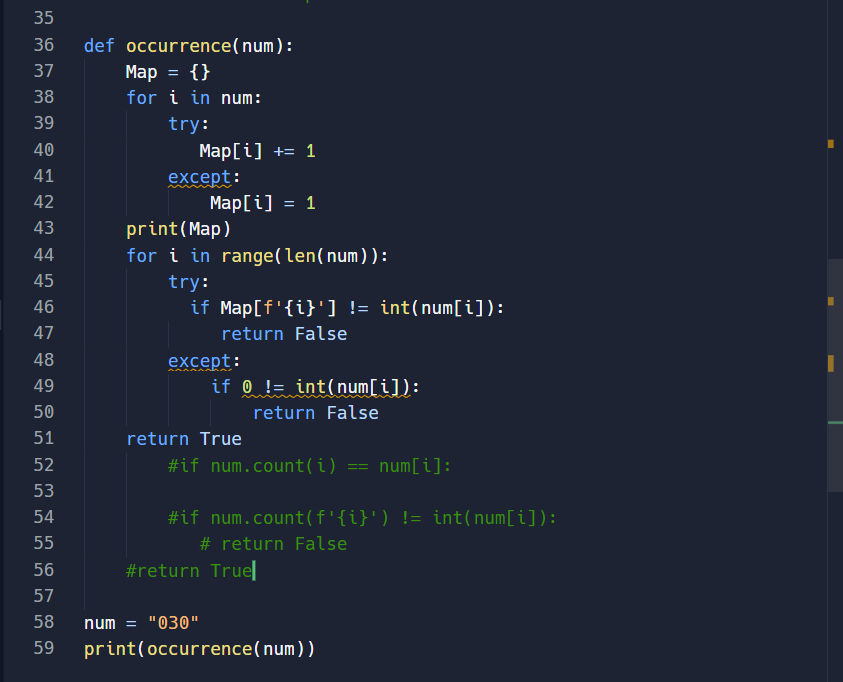 35
36 def occurrence(num):
37     Map = {}
38     for i in num:
39         try:
40            Map[i] += 1
41         except:
42             Map[i] = 1
43     print(Map)
44     for i in range(len(num)):
45         try:
46           if Map[f'{i}'] != int(num[i]):
47              return False
48         except:
49             if 0 != int(num[i]):
50                 return False
51     return True
52         #if num.count(i) == num[i]:
53
54         #if num.count(f'{i}') != int(num[i]):
55            # return False
56     #return True
57
58 num = "030"
59 print(occurrence(num))